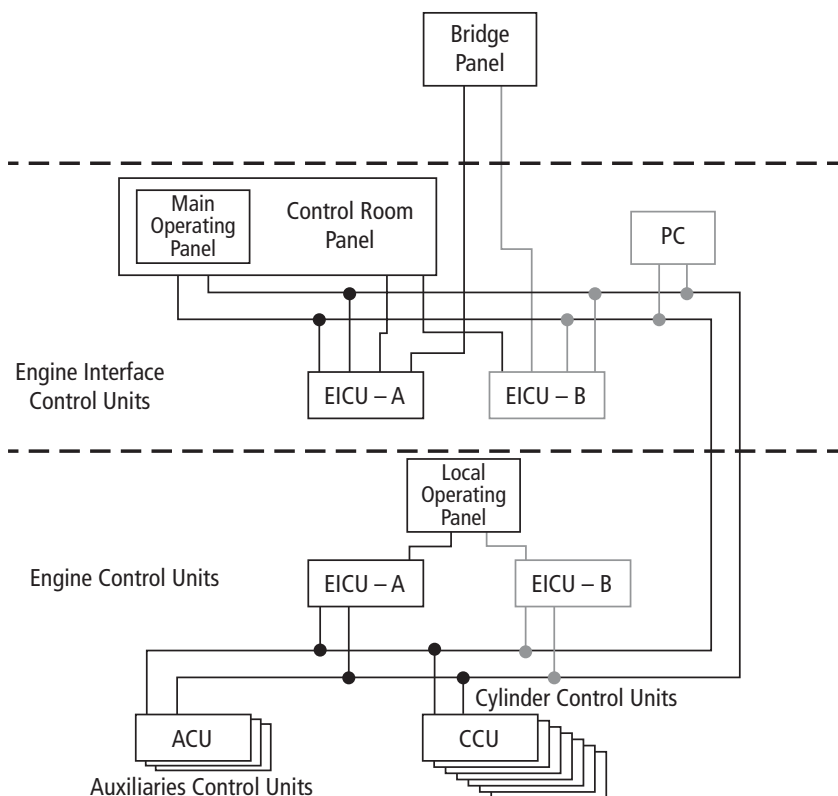 Bridge
Panel
Main
Operating
Panel
Control Room
Panel
PC
Engine Interface
Control Units
EICU – A
EICU – B
Local
Operating
Panel
Engine Control Units
EICU – A
EICU – B
Cylinder Control Units
ACU
CCU
Auxiliaries Control Units